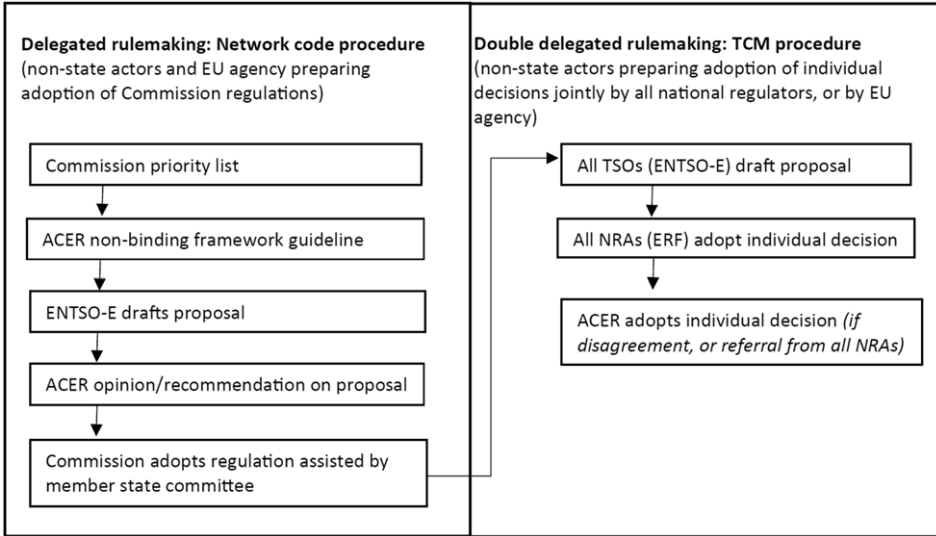 Delegated rulemaking: Network code procedure
(non-state actors and EU agency preparing
adoption of Commission regulations)
Commission priority list
ACER non-binding framework guideline
ENTSO-E drafts proposal
ACER opinion/recommendation on proposal
Commission adopts regulation assisted by
member state committee
Double delegated rulemaking: TCM procedure
(non-state actors preparing adoption of individual
decisions jointly by all national regulators, or by EU
agency)
All TSOs (ENTSO-E) draft proposal
All NRAs (ERF) adopt individual decision
ACER adopts individual decision (if
disagreement, or referral from all NRAs)